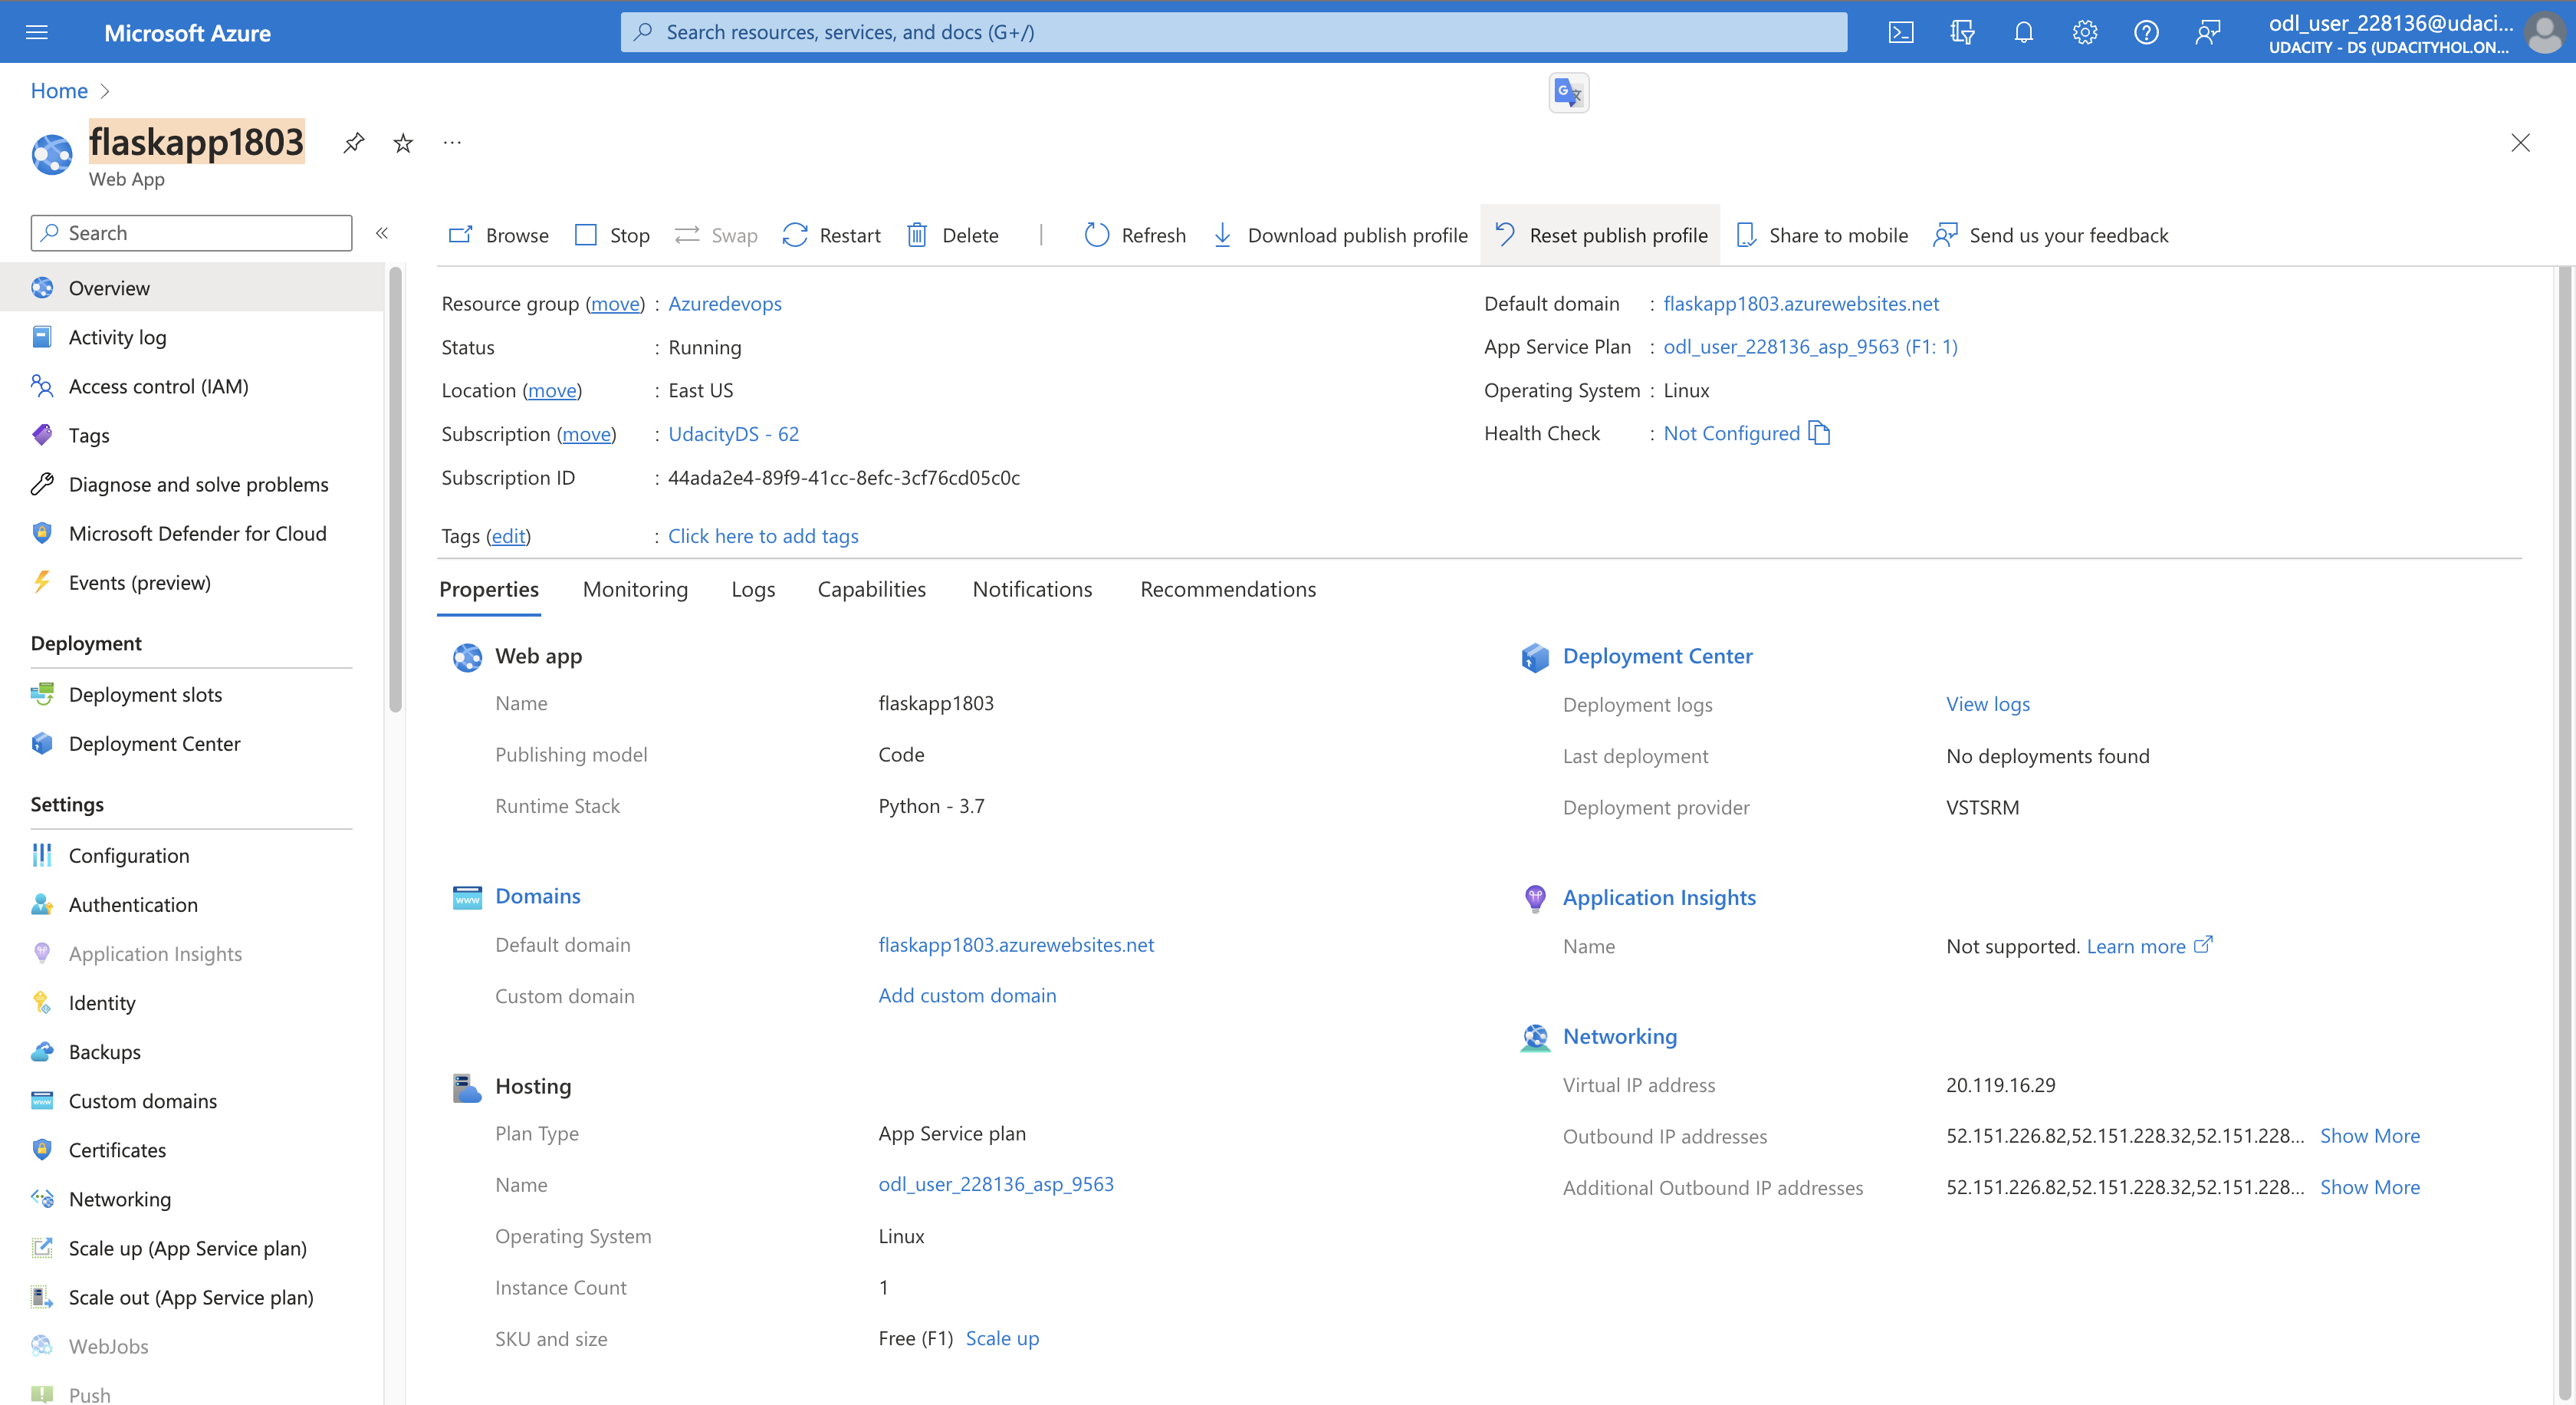 Microsoft Azure
Search resources, services, and docs (G+/)
odl_user_228136@udaci...
UDACITY - DS (UDACITYHOL.ON...
Home
flaskapp1803
Web App
Search
Browse
Stop
Swap
Restart
Delete
Refresh
Download publish profile
Reset publish profile
Share to mobile
Send us your feedback
Overview
Activity log
Access control (IAM)
Tags
Diagnose and solve problems
Microsoft Defender for Cloud
Events (preview)
Deployment
Deployment slots
Deployment Center
Settings
Configuration
Authentication
Application Insights
Identity
Backups
Custom domains
Certificates
Networking
Scale up (App Service plan)
Scale out (App Service plan)
WebJobs
Push
Resource group (move) : Azuredevops
Status : Running
Location (move) : East US
Subscription (move) : UdacityDS - 62
Subscription ID : 44ada2e4-89f9-41cc-8efc-3cf76cd05c0c
Tags (edit) : Click here to add tags
Default domain : flaskapp1803.azurewebsites.net
App Service Plan : odl_user_228136_asp_9563 (F1: 1)
Operating System : Linux
Health Check : Not Configured
Properties
Monitoring
Logs
Capabilities
Notifications
Recommendations
Web app
Name flaskapp1803
Publishing model Code
Runtime Stack Python - 3.7
Domains
Default domain flaskapp1803.azurewebsites.net
Custom domain Add custom domain
Hosting
Plan Type App Service plan
Name odl_user_228136_asp_9563
Operating System Linux
Instance Count 1
SKU and size Free (F1) Scale up
Deployment Center
Deployment logs View logs
Last deployment No deployments found
Deployment provider VSTSRM
Application Insights
Name Not supported. Learn more
Networking
Virtual IP address 20.119.16.29
Outbound IP addresses 52.151.226.82,52.151.228.32,52.151.228... Show More
Additional Outbound IP addresses 52.151.226.82,52.151.228.32,52.151.228... Show More